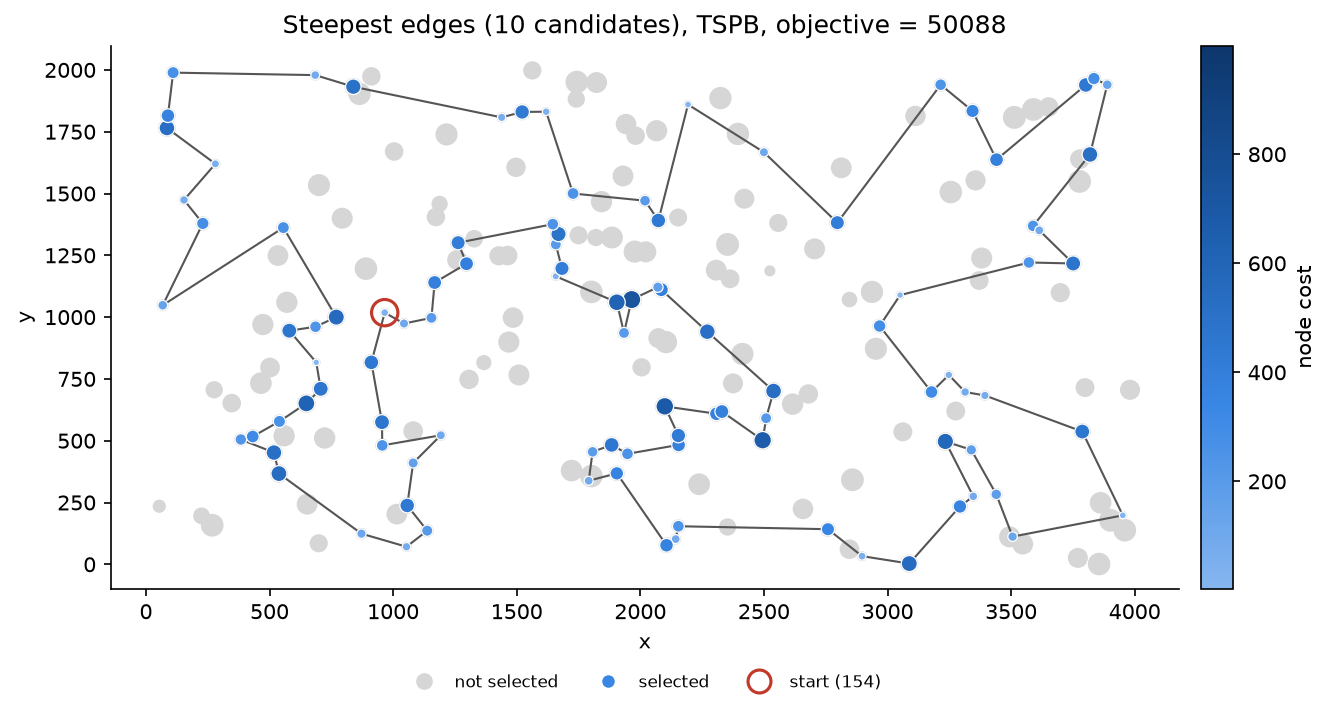 Steepest edges (10 candidates), TSPB, objective = 50088
2000
1750
1500
1250
1000
750
500
250
0
y
0 500 1000 1500 2000 2500 3000 3500 4000
x
800
600
400
200
node cost
not selected selected start (154)